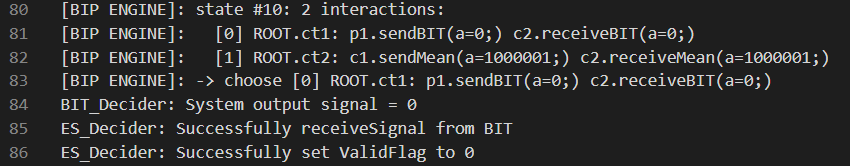 80 [BIP ENGINE]: state #10: 2 interactions:
81 [BIP ENGINE]:   [0] ROOT.ct1: p1.sendBIT(a=0;) c2.receiveBIT(a=0;)
82 [BIP ENGINE]:   [1] ROOT.ct2: c1.sendMean(a=1000001;) c2.receiveMean(a=1000001;)
83 [BIP ENGINE]: -> choose [0] ROOT.ct1: p1.sendBIT(a=0;) c2.receiveBIT(a=0;)
84 BIT_Decider: System output signal = 0
85 ES_Decider: Successfully receiveSignal from BIT
86 ES_Decider: Successfully set ValidFlag to 0